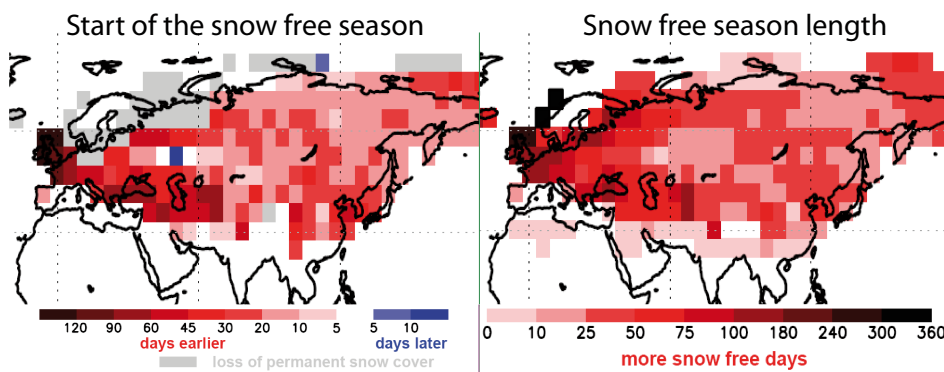 Start of the snow free season
Snow free season length
120 90 60 45 30 20 10 5
5 10
days earlier
days later
loss of permanent snow cover
0 10 25 50 75 100 180 240 300 360
more snow free days